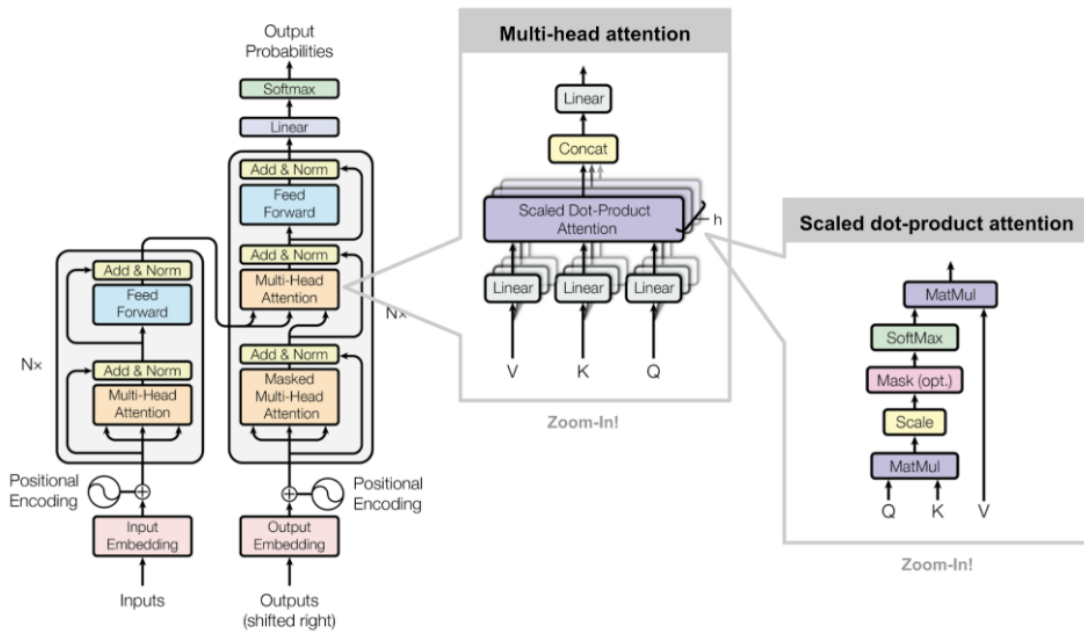 Output
Probabilities
Softmax
Linear
Add & Norm
Feed
Forward
Add & Norm
Multi-Head
Attention
Nx
Add & Norm
Masked
Multi-Head
Attention
Positional
Encoding
Output
Embedding
Outputs
(shifted right)
Add & Norm
Feed
Forward
Nx
Add & Norm
Multi-Head
Attention
Positional
Encoding
Input
Embedding
Inputs
Multi-head attention
Linear
Concat
Scaled Dot-Product
Attention
h
Linear
Linear
Linear
V
K
Q
Zoom-In!
Scaled dot-product attention
MatMul
SoftMax
Mask (opt.)
Scale
MatMul
Q
K
V
Zoom-In!